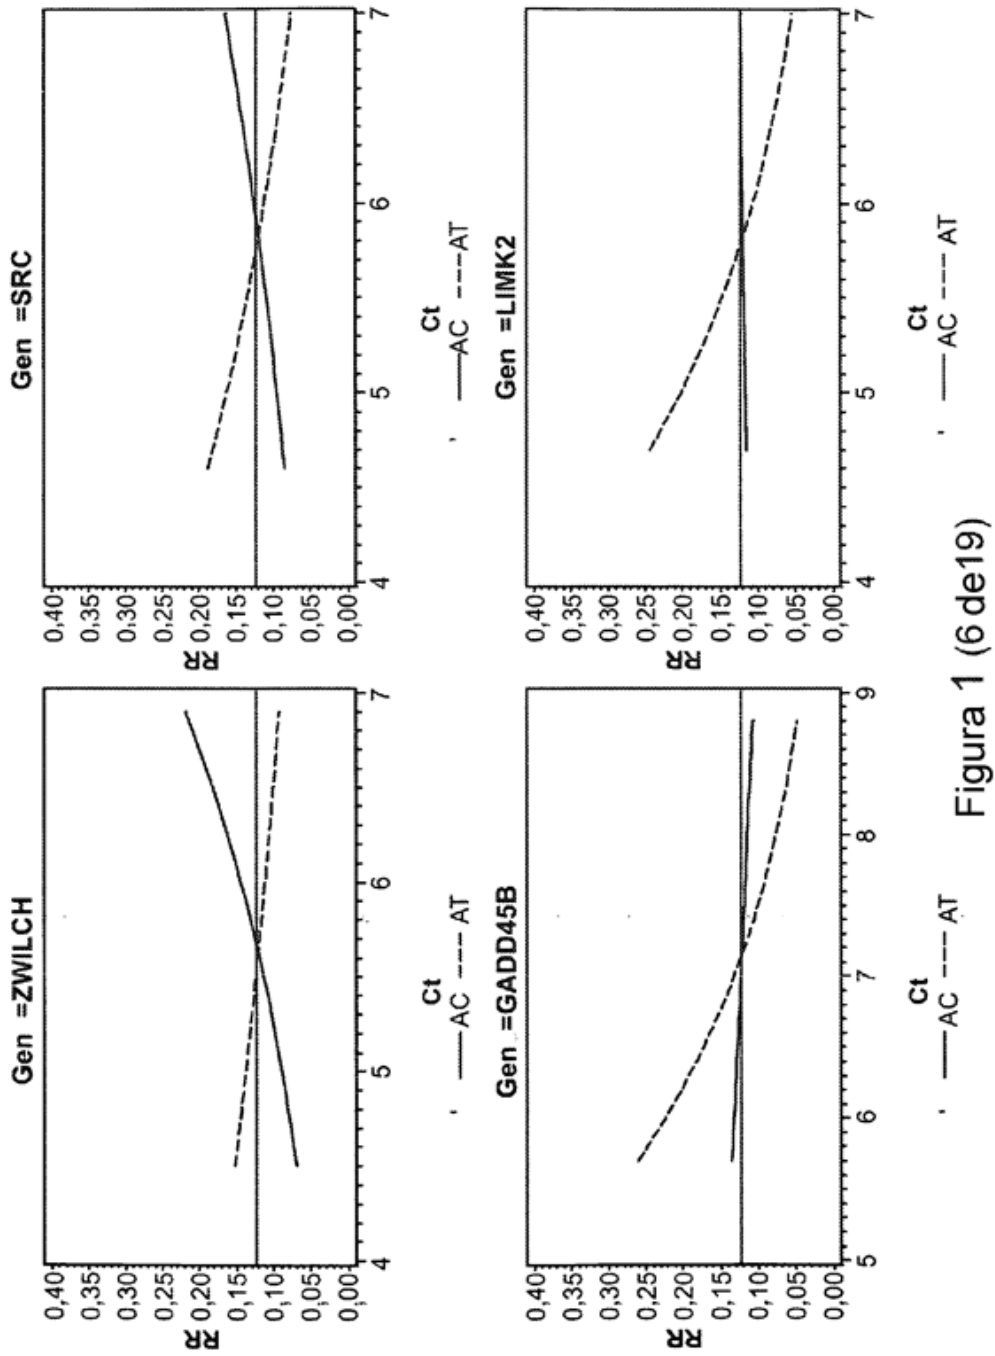 Gen =ZWILCH
RR
0,40
0,35
0,30
0,25
0,20
0,15
0,10
0,05
0,00
4 5 6 7
Ct
AC AT
Gen =SRC
RR
0,40
0,35
0,30
0,25
0,20
0,15
0,10
0,05
0,00
4 5 6 7
Ct
AC AT
Gen =GADD45B
RR
0,40
0,35
0,30
0,25
0,20
0,15
0,10
0,05
0,00
5 6 7 8 9
Ct
AC AT
Gen =LIMK2
RR
0,40
0,35
0,30
0,25
0,20
0,15
0,10
0,05
0,00
4 5 6 7
Ct
AC AT
Figura 1 (6 de19)